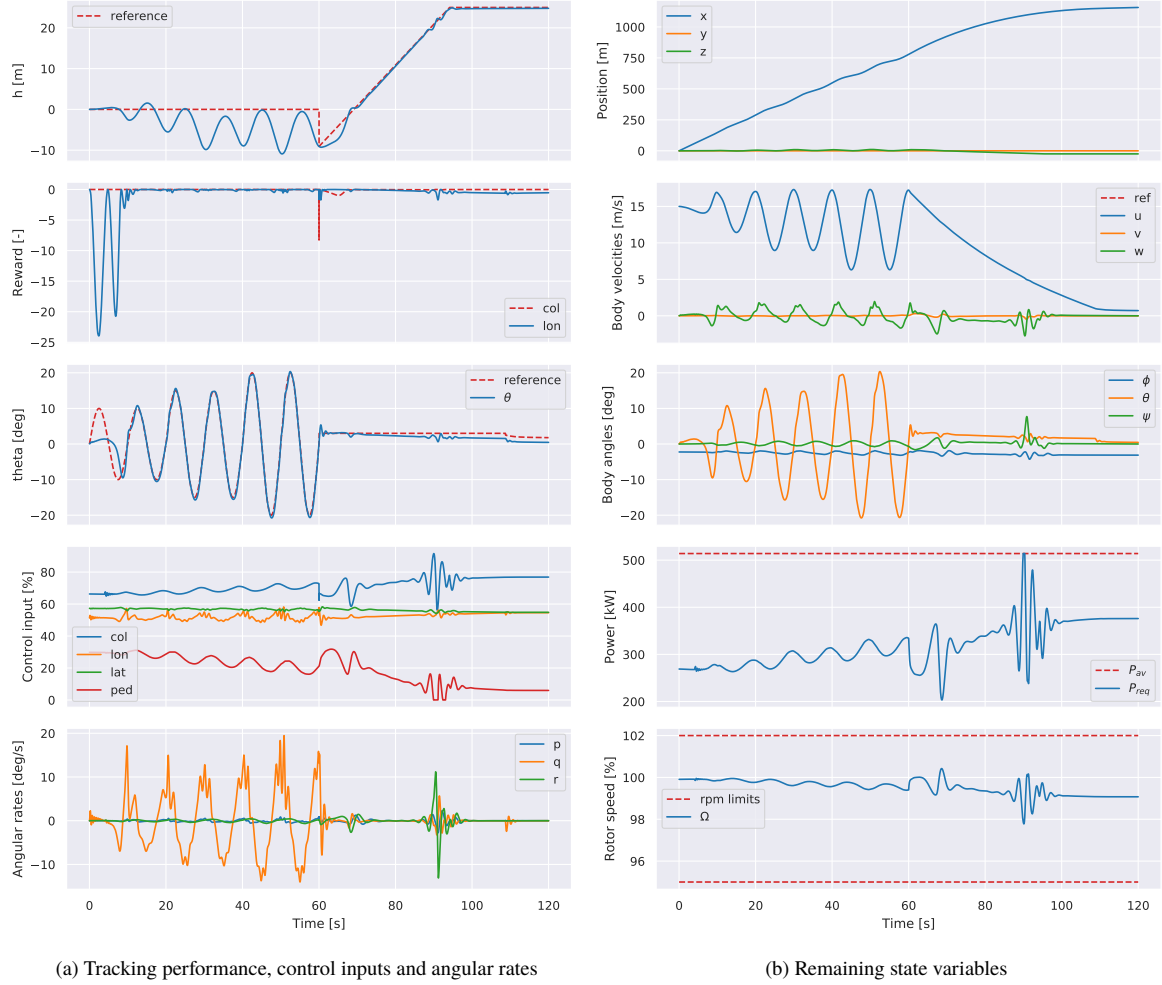 h [m]
20
10
0
−10
reference
Reward [-]
0
−5
−10
−15
−20
−25
col
lon
theta [deg]
20
10
0
−10
−20
reference
θ
Control input [%]
80
60
40
20
0
col
lon
lat
ped
Angular rates [deg/s]
20
10
0
−10
p
q
r
0 20 40 60 80 100 120
Time [s]
(a) Tracking performance, control inputs and angular rates
Position [m]
1000
750
500
250
0
x
y
z
Body velocities [m/s]
15
10
5
0
ref
u
v
w
Body angles [deg]
20
10
0
−10
−20
ϕ
θ
ψ
Power [kW]
500
400
300
200
P_av
P_req
Rotor speed [%]
102
100
98
96
rpm limits
Ω
0 20 40 60 80 100 120
Time [s]
(b) Remaining state variables